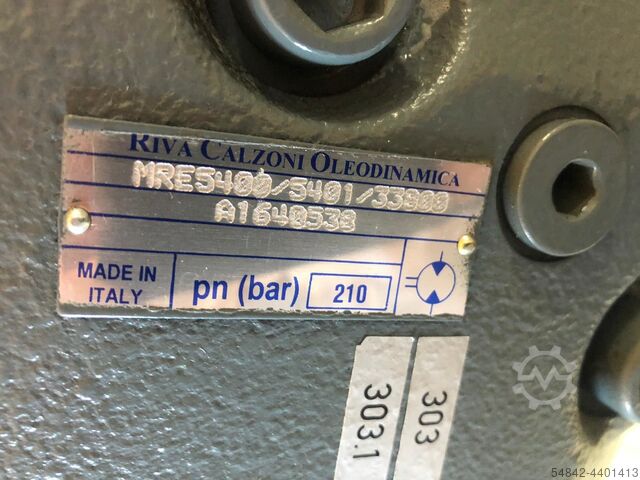 RIVA CALZONI OLEODINAMICA
MRE5400/5401/33900
A1640538
MADE IN
ITALY
pn (bar)
210
303
303.1
54842-4401413